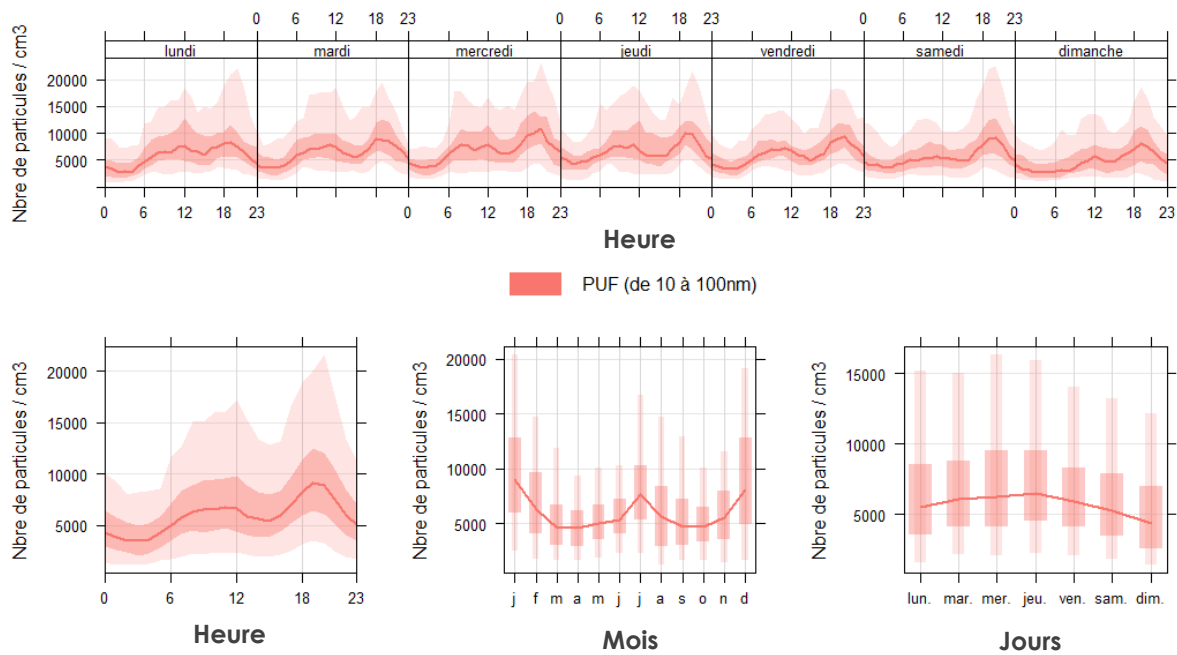 0 6 12 18 23 0 6 12 18 23 0 6 12 18 23
lundi mardi mercredi jeudi vendredi samedi dimanche
Nbre de particules / cm3
20000
15000
10000
5000
0 6 12 18 23 0 6 12 18 23 0 6 12 18 23 0 6 12 18 23
Heure
PUF (de 10 à 100nm)
Nbre de particules / cm3
20000
15000
10000
5000
0 6 12 18 23
Heure
Nbre de particules / cm3
20000
15000
10000
5000
j f m a m j j a s o n d
Mois
Nbre de particules / cm3
15000
10000
5000
lun. mar. mer. jeu. ven. sam. dim.
Jours